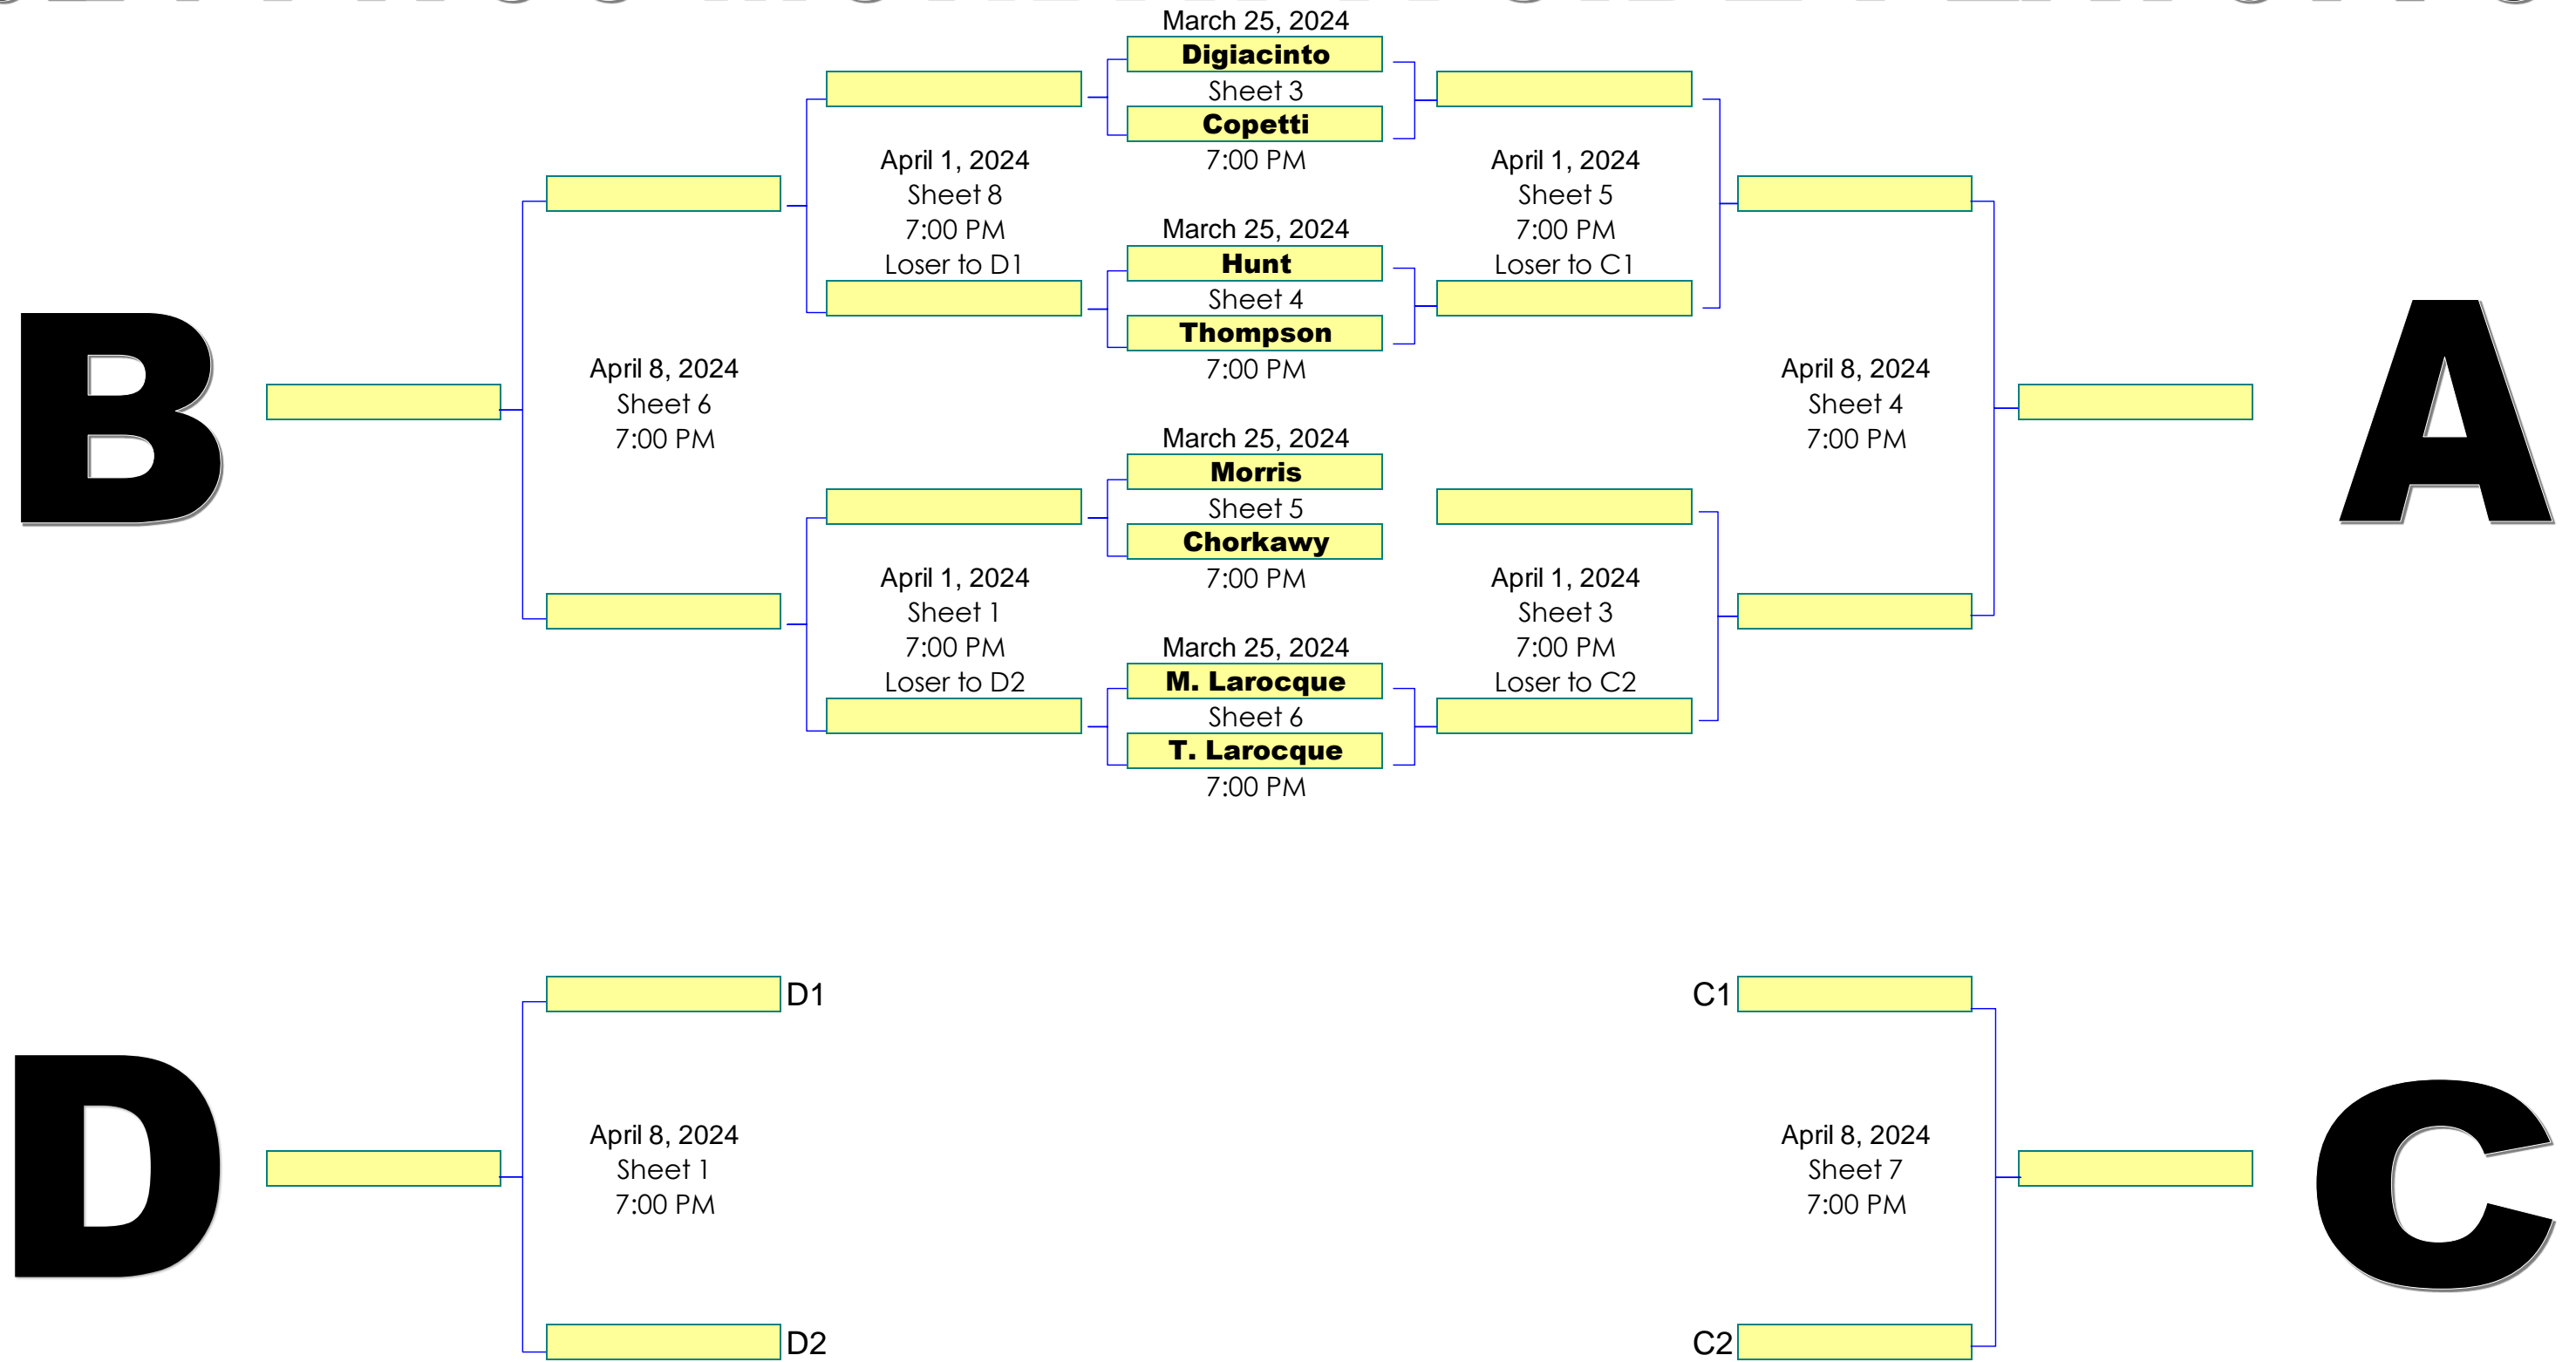 March 25, 2024
Digiacinto
Sheet 3
Copetti
7:00 PM
April 1, 2024
Sheet 8
7:00 PM
Loser to D1
April 1, 2024
Sheet 5
7:00 PM
Loser to C1
March 25, 2024
Hunt
Sheet 4
Thompson
7:00 PM
B
April 8, 2024
Sheet 6
7:00 PM
April 8, 2024
Sheet 4
7:00 PM
A
March 25, 2024
Morris
Sheet 5
Chorkawy
7:00 PM
April 1, 2024
Sheet 1
7:00 PM
Loser to D2
April 1, 2024
Sheet 3
7:00 PM
Loser to C2
March 25, 2024
M. Larocque
Sheet 6
T. Larocque
7:00 PM
D1
C1
D
April 8, 2024
Sheet 1
7:00 PM
April 8, 2024
Sheet 7
7:00 PM
C
D2
C2